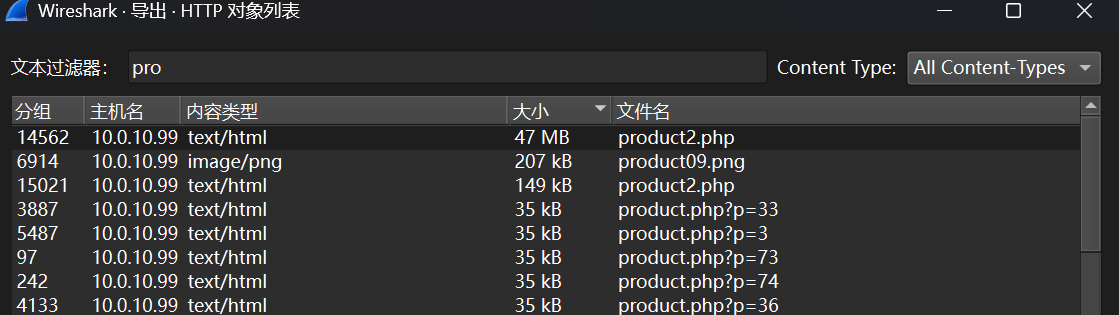 Wireshark · 导出 · HTTP 对象列表
文本过滤器： pro Content Type: All Content-Types
分组 主机名 内容类型 大小 文件名
14562 10.0.10.99 text/html 47 MB product2.php
6914 10.0.10.99 image/png 207 kB product09.png
15021 10.0.10.99 text/html 149 kB product2.php
3887 10.0.10.99 text/html 35 kB product.php?p=33
5487 10.0.10.99 text/html 35 kB product.php?p=3
97 10.0.10.99 text/html 35 kB product.php?p=73
242 10.0.10.99 text/html 35 kB product.php?p=74
4133 10.0.10.99 text/html 35 kB product.php?p=36